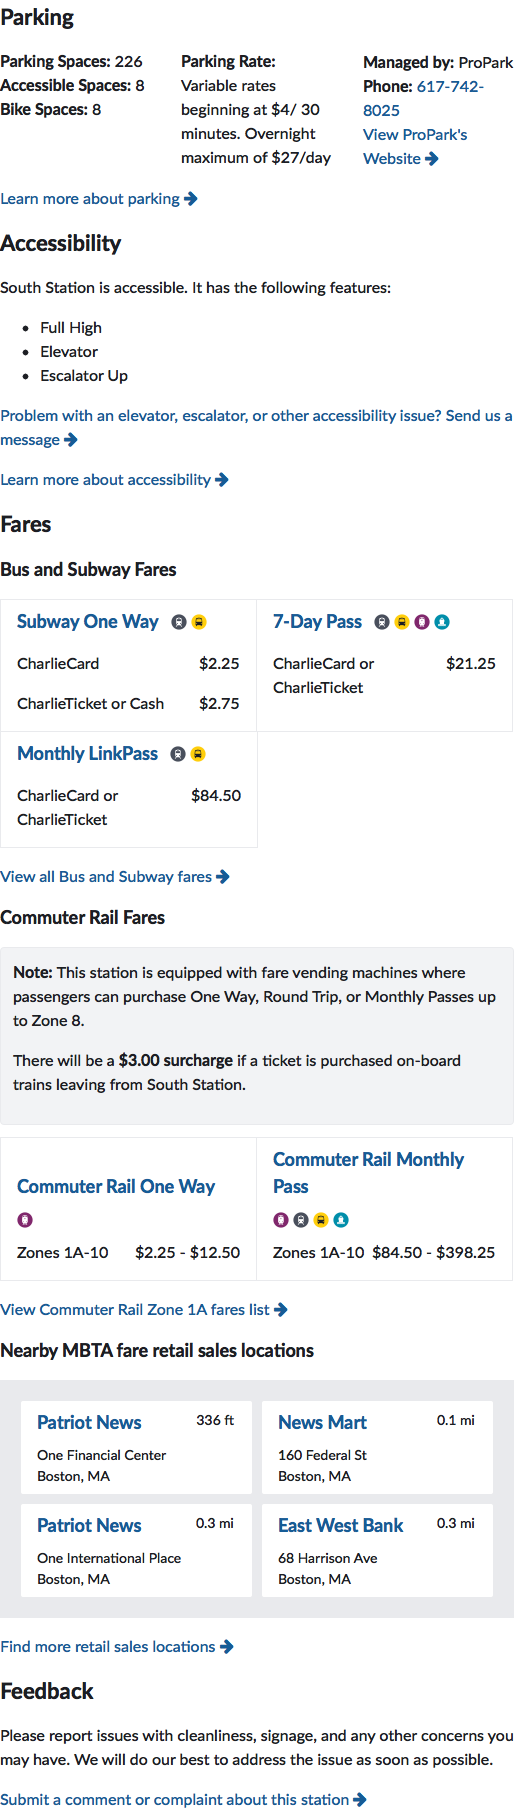 Parking
Parking Spaces: 226
Accessible Spaces: 8
Bike Spaces: 8
Parking Rate:
Variable rates
beginning at $4/ 30
minutes. Overnight
maximum of $27/day
Managed by: ProPark
Phone: 617-742-
8025
View ProPark's
Website
Learn more about parking
Accessibility
South Station is accessible. It has the following features:
Full High
Elevator
Escalator Up
Problem with an elevator, escalator, or other accessibility issue? Send us a
message
Learn more about accessibility
Fares
Bus and Subway Fares
Subway One Way
CharlieCard $2.25
CharlieTicket or Cash $2.75
7-Day Pass
CharlieCard or $21.25
CharlieTicket
Monthly LinkPass
CharlieCard or $84.50
CharlieTicket
View all Bus and Subway fares
Commuter Rail Fares
Note: This station is equipped with fare vending machines where
passengers can purchase One Way, Round Trip, or Monthly Passes up
to Zone 8.
There will be a $3.00 surcharge if a ticket is purchased on-board
trains leaving from South Station.
Commuter Rail One Way
Zones 1A-10 $2.25 - $12.50
Commuter Rail Monthly
Pass
Zones 1A-10 $84.50 - $398.25
View Commuter Rail Zone 1A fares list
Nearby MBTA fare retail sales locations
Patriot News 336 ft
One Financial Center
Boston, MA
News Mart 0.1 mi
160 Federal St
Boston, MA
Patriot News 0.3 mi
One International Place
Boston, MA
East West Bank 0.3 mi
68 Harrison Ave
Boston, MA
Find more retail sales locations
Feedback
Please report issues with cleanliness, signage, and any other concerns you
may have. We will do our best to address the issue as soon as possible.
Submit a comment or complaint about this station